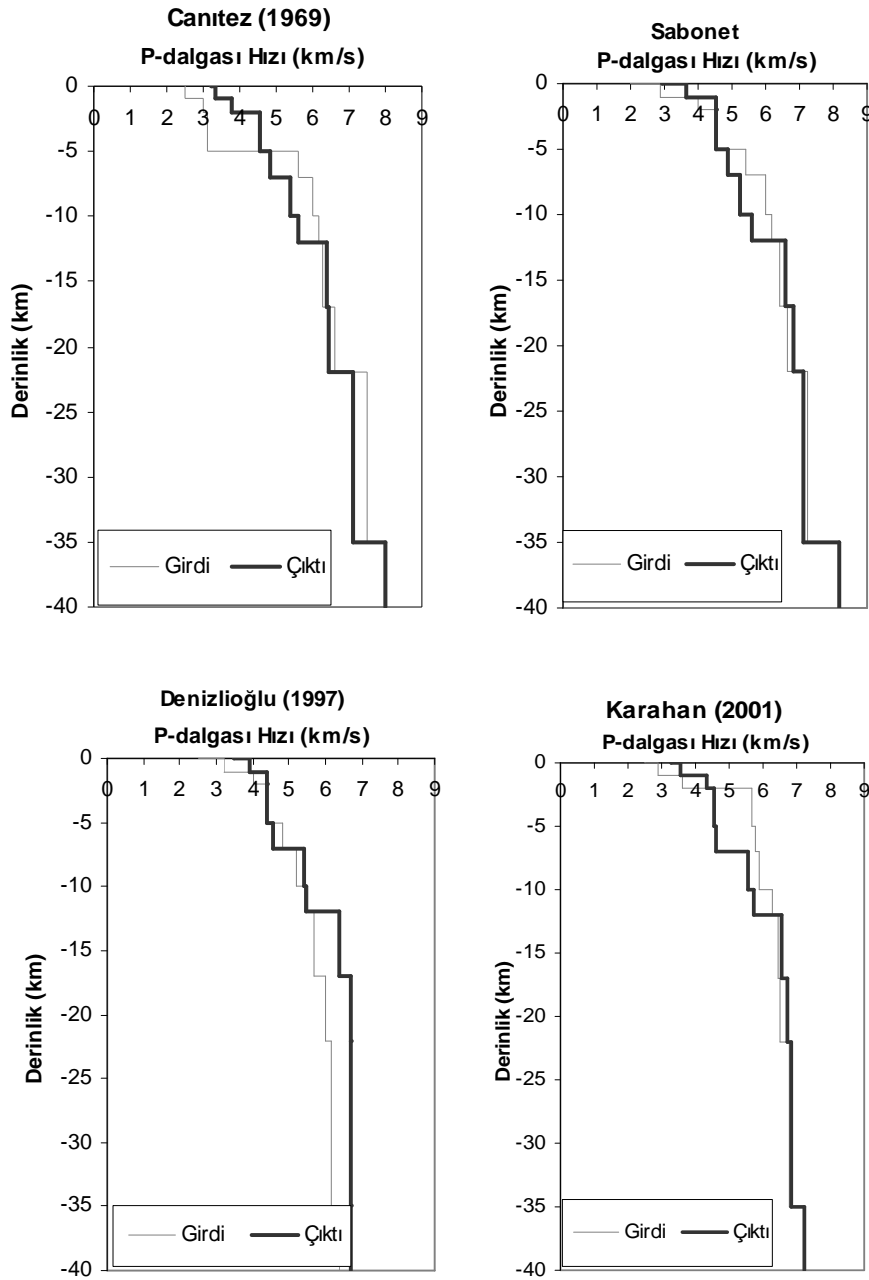 Canıtez (1969)
P-dalgası Hızı (km/s)
0
0 1 2 3 4 5 6 7 8 9
-5
-10
-15
-20
-25
-30
-35
-40
Derinlik (km)
Girdi Çıktı
Sabonet
P-dalgası Hızı (km/s)
0
0 1 2 3 4 5 6 7 8 9
-5
-10
-15
-20
-25
-30
-35
-40
Derinlik (km)
Girdi Çıktı
Denizlioğlu (1997)
P-dalgası Hızı (km/s)
0
0 1 2 3 4 5 6 7 8 9
-5
-10
-15
-20
-25
-30
-35
-40
Derinlik (km)
Girdi Çıktı
Karahan (2001)
P-dalgası Hızı (km/s)
0
0 1 2 3 4 5 6 7 8 9
-5
-10
-15
-20
-25
-30
-35
-40
Derinlik (km)
Girdi Çıktı